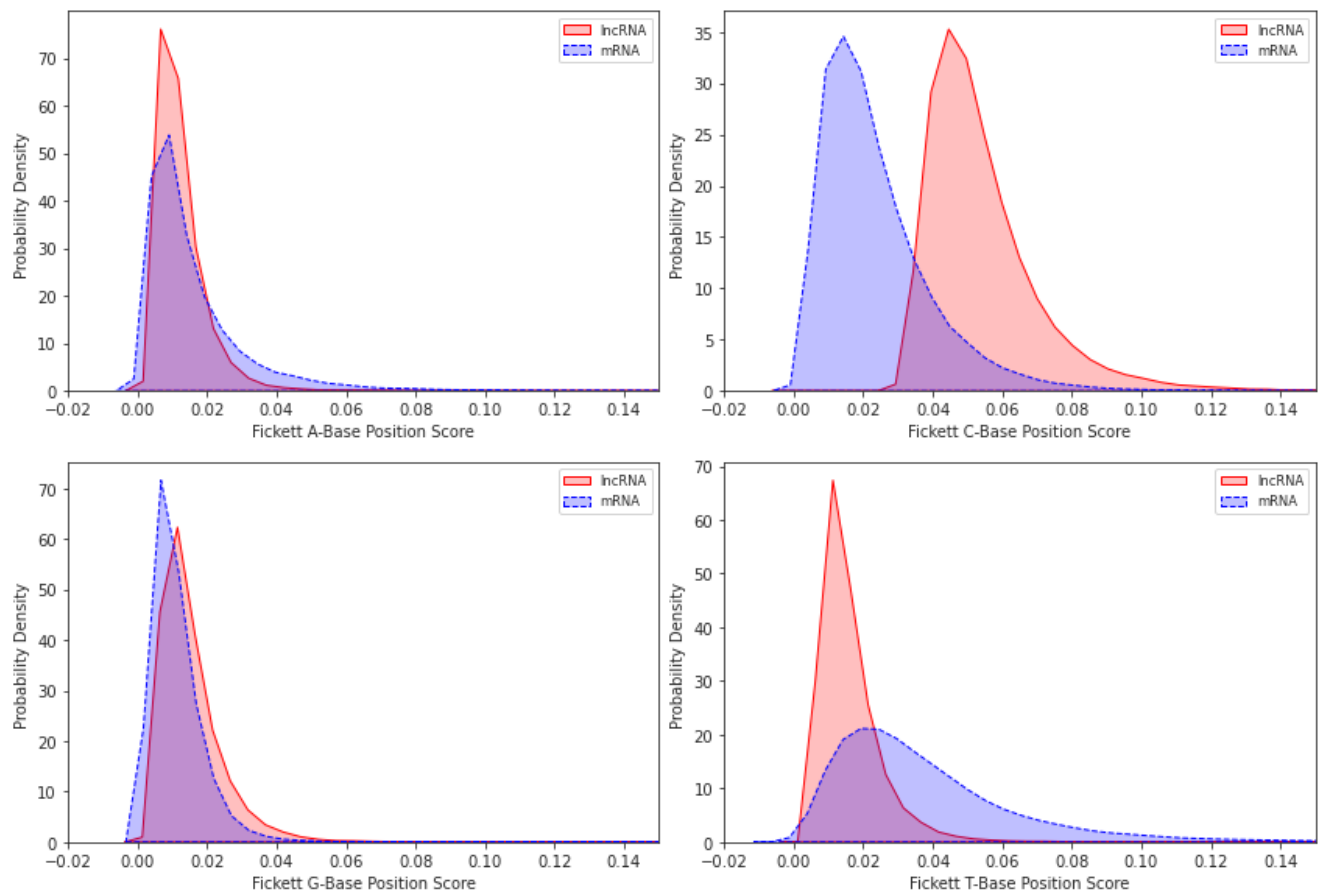 lncRNA
mRNA
70
60
50
40
30
20
10
0
Probability Density
−0.02 0.00 0.02 0.04 0.06 0.08 0.10 0.12 0.14
Fickett A-Base Position Score
lncRNA
mRNA
35
30
25
20
15
10
5
0
Probability Density
−0.02 0.00 0.02 0.04 0.06 0.08 0.10 0.12 0.14
Fickett C-Base Position Score
lncRNA
mRNA
70
60
50
40
30
20
10
0
Probability Density
−0.02 0.00 0.02 0.04 0.06 0.08 0.10 0.12 0.14
Fickett G-Base Position Score
lncRNA
mRNA
70
60
50
40
30
20
10
0
Probability Density
−0.02 0.00 0.02 0.04 0.06 0.08 0.10 0.12 0.14
Fickett T-Base Position Score